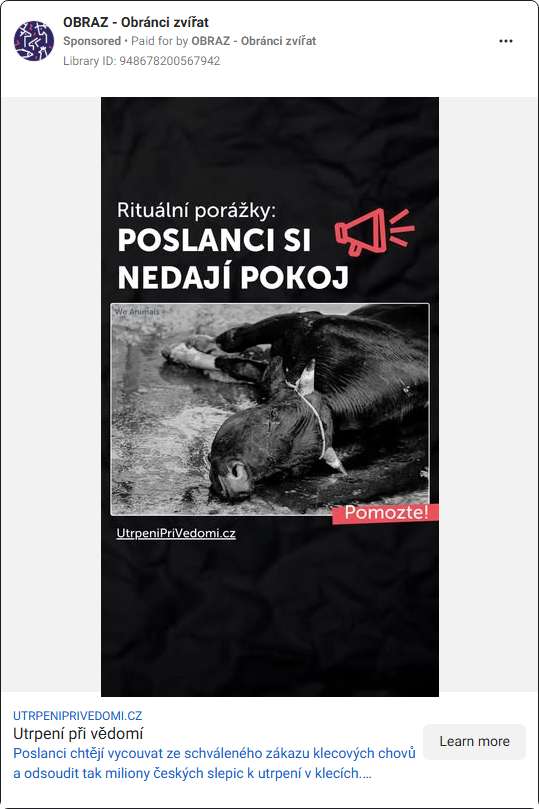 OBRAZ - Obránci zvířat
Sponsored • Paid for by OBRAZ - Obránci zvířat
Library ID: 948678200567942
Rituální porážky:
POSLANCI SI
NEDAJÍ POKOJ
We Animals
Pomozte!
UtrpeniPriVedomi.cz
UTRPENIPRIVEDOMI.CZ
Utrpení při vědomí
Poslanci chtějí vycouvat ze schváleného zákazu klecových chovů
a odsoudit tak miliony českých slepic k utrpení v klecích....
Learn more